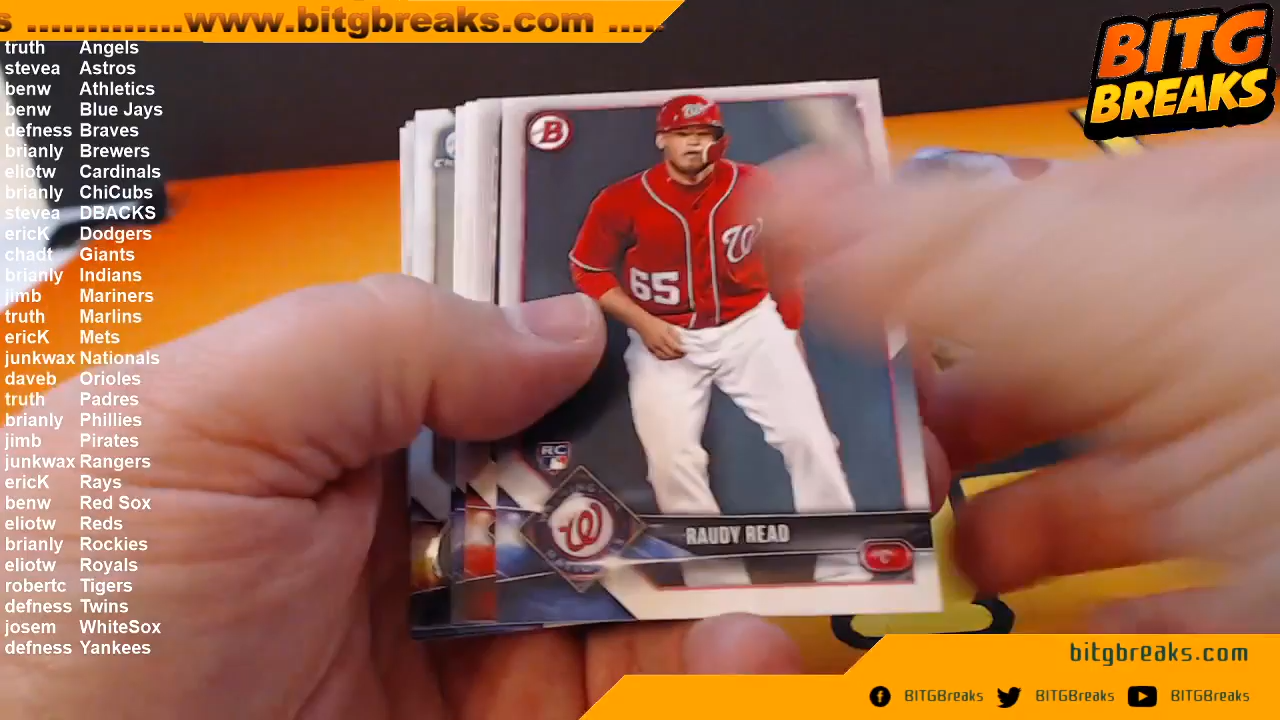 s ............www.bitgbreaks.com .....
BITG
BREAKS
truth Angels
stevea Astros
benw Athletics
benw Blue Jays
defness Braves
brianly Brewers
eliotw Cardinals
brianly ChiCubs
stevea DBACKS
ericK Dodgers
chadt Giants
brianly Indians
jimb Mariners
truth Marlins
ericK Mets
junkwax Nationals
daveb Orioles
truth Padres
brianly Phillies
jimb Pirates
junkwax Rangers
ericK Rays
benw Red Sox
eliotw Reds
brianly Rockies
eliotw Royals
robertc Tigers
defness Twins
josem WhiteSox
defness Yankees
B
W
W
65
RC
W
RAUDY READ
C
bitgbreaks.com
BITGBreaks BITGBreaks BITGBreaks